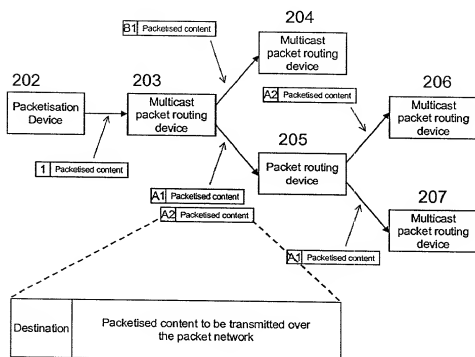 B1 Packetised content
204
Multicast
packet routing
device
202
Packetisation
Device
203
Multicast
packet routing
device
A2 Packetised content
206
Multicast
packet routing
device
205
Packet routing
device
1 Packetised content
A1 Packetised content
A2 Packetised content
207
Multicast
packet routing
device
A1 Packetised content
Destination
Packetised content to be transmitted over
the packet network